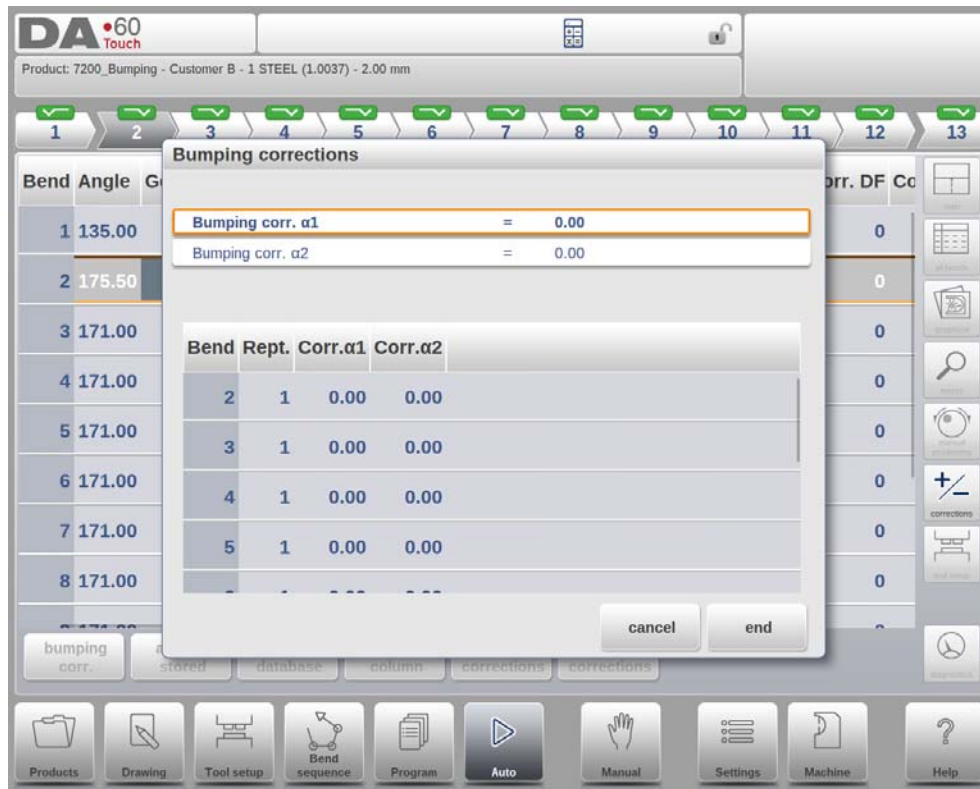 DA•60
Touch
Product: 7200_Bumping - Customer B - 1 STEEL (1.0037) - 2.00 mm
1 2 3 4 5 6 7 8 9 10 11 12 13
Bumping corrections
Bend Angle G
orr. DF Co
Bumping corr. α1 = 0.00
Bumping corr. α2 = 0.00
1 135.00 0
2 175.50 0
3 171.00 0
4 171.00 0
5 171.00 0
6 171.00 0
7 171.00 0
8 171.00 0
Bend Rept. Corr.α1 Corr.α2
2 1 0.00 0.00
3 1 0.00 0.00
4 1 0.00 0.00
5 1 0.00 0.00
cancel end
corrections
bumping
corr.
stored
database
column
corrections
corrections
Products
Drawing
Tool setup
Bend
sequence
Program
Auto
Manual
Settings
Machine
Help